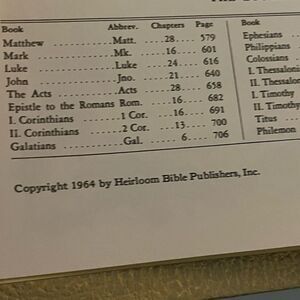 Book Abbrev. Chapters Page Book
Matthew .......... Matt. .... 28 .... 579 Ephesians
Mark .......... Mk. .... 16 .... 601 Philippians
Luke .......... Luke .... 24 .... 616 Colossians
John .......... Jno. .... 21 .... 640 I. Thessaloni
The Acts .......... Acts .... 28 .... 658 II. Thessalon
Epistle to the Romans Rom. .... 16 .... 682 I. Timothy
I. Corinthians .......... 1 Cor. .... 16 .... 691 II. Timothy
II. Corinthians .......... 2 Cor. .... 13 .... 700 Titus
Galatians .......... Gal. .... 6 .... 706 Philemon
Copyright 1964 by Heirloom Bible Publishers, Inc.